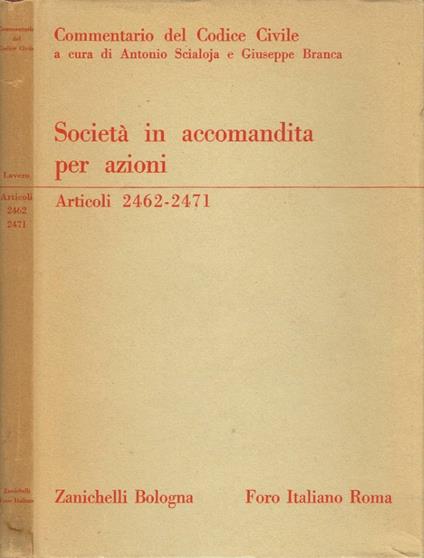 Commentario
del
Codice Civile
Lavoro
Articoli
2462
2471
Zanichelli
Foro Italiano
Commentario del Codice Civile
a cura di Antonio Scialoja e Giuseppe Branca
Società in accomandita
per azioni
Articoli 2462-2471
Zanichelli Bologna Foro Italiano Roma